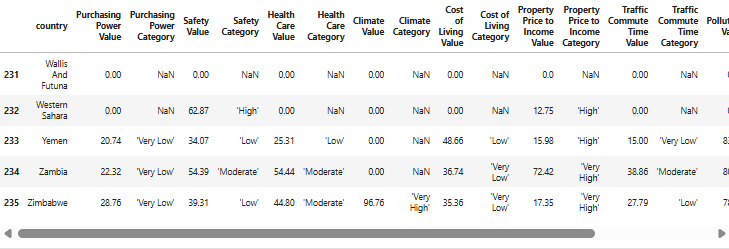 country Purchasing Power Value Purchasing Power Category Safety Value Safety Category Health Care Value Health Care Category Climate Value Climate Category Cost of Living Value Cost of Living Category Property Price to Income Value Property Price to Income Category Traffic Commute Time Value Traffic Commute Time Category
231 Wallis And Futuna 0.00 NaN 0.00 NaN 0.00 NaN 0.00 NaN 0.00 NaN 0.0 NaN 0.00 NaN
232 Western Sahara 0.00 NaN 62.87 'High' 0.00 NaN 0.00 NaN 0.00 NaN 12.75 'High' 0.00 NaN
233 Yemen 20.74 'Very Low' 34.07 'Low' 25.31 'Low' 0.00 NaN 48.66 'Low' 15.98 'High' 15.00 'Very Low'
234 Zambia 22.32 'Very Low' 54.39 'Moderate' 54.44 'Moderate' 0.00 NaN 36.74 'Very Low' 72.42 'Very High' 38.86 'Moderate'
235 Zimbabwe 28.76 'Very Low' 39.31 'Low' 44.80 'Moderate' 96.76 'Very High' 35.36 'Very Low' 17.35 'Very High' 27.79 'Low'